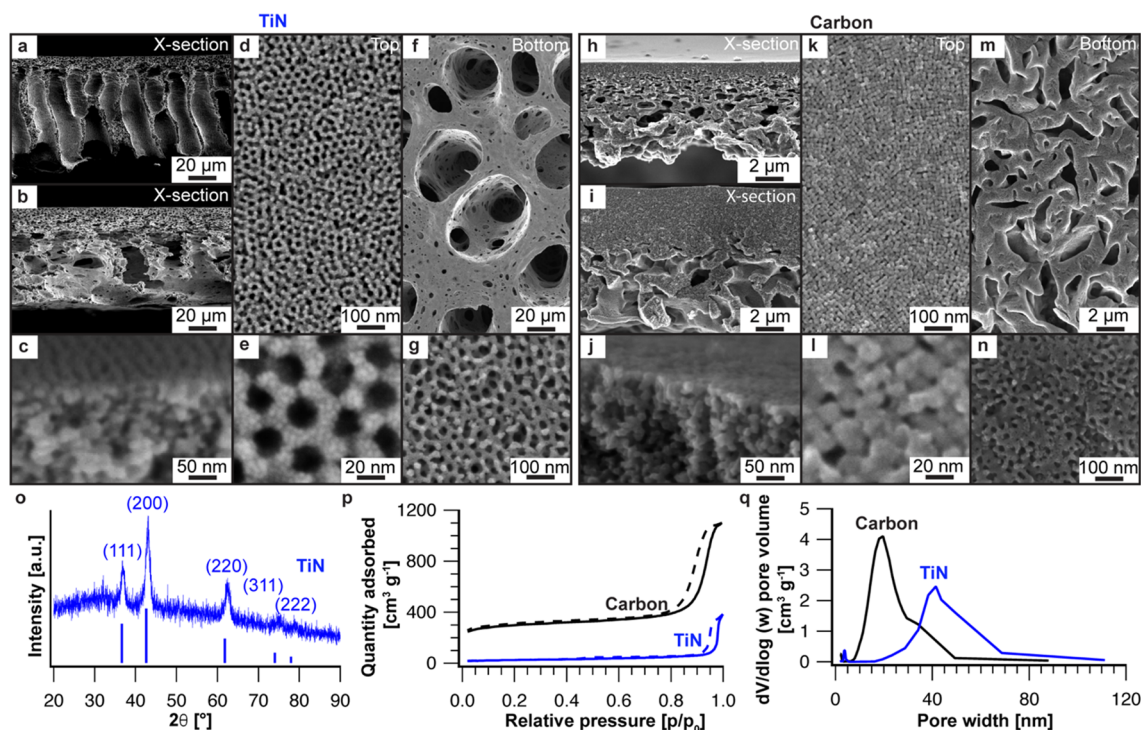 TiN
Carbon
a X-section
20 μm
b X-section
20 μm
c
50 nm
d Top
100 nm
e
20 nm
f Bottom
20 μm
g
100 nm
h X-section
2 μm
i X-section
2 μm
j
50 nm
k Top
100 nm
l
20 nm
m Bottom
2 μm
n
100 nm
o
Intensity [a.u.]
(111)
(200)
(220)
(311)
(222)
TiN
20 30 40 50 60 70 80 90
2θ [°]
p
Quantity adsorbed
[cm³ g⁻¹]
1200
800
400
0
Carbon
TiN
0.0 0.2 0.4 0.6 0.8 1.0
Relative pressure [p/p₀]
q
dV/dlog (w) pore volume
[cm³ g⁻¹]
5
4
3
2
1
0
Carbon
TiN
0 40 80 120
Pore width [nm]